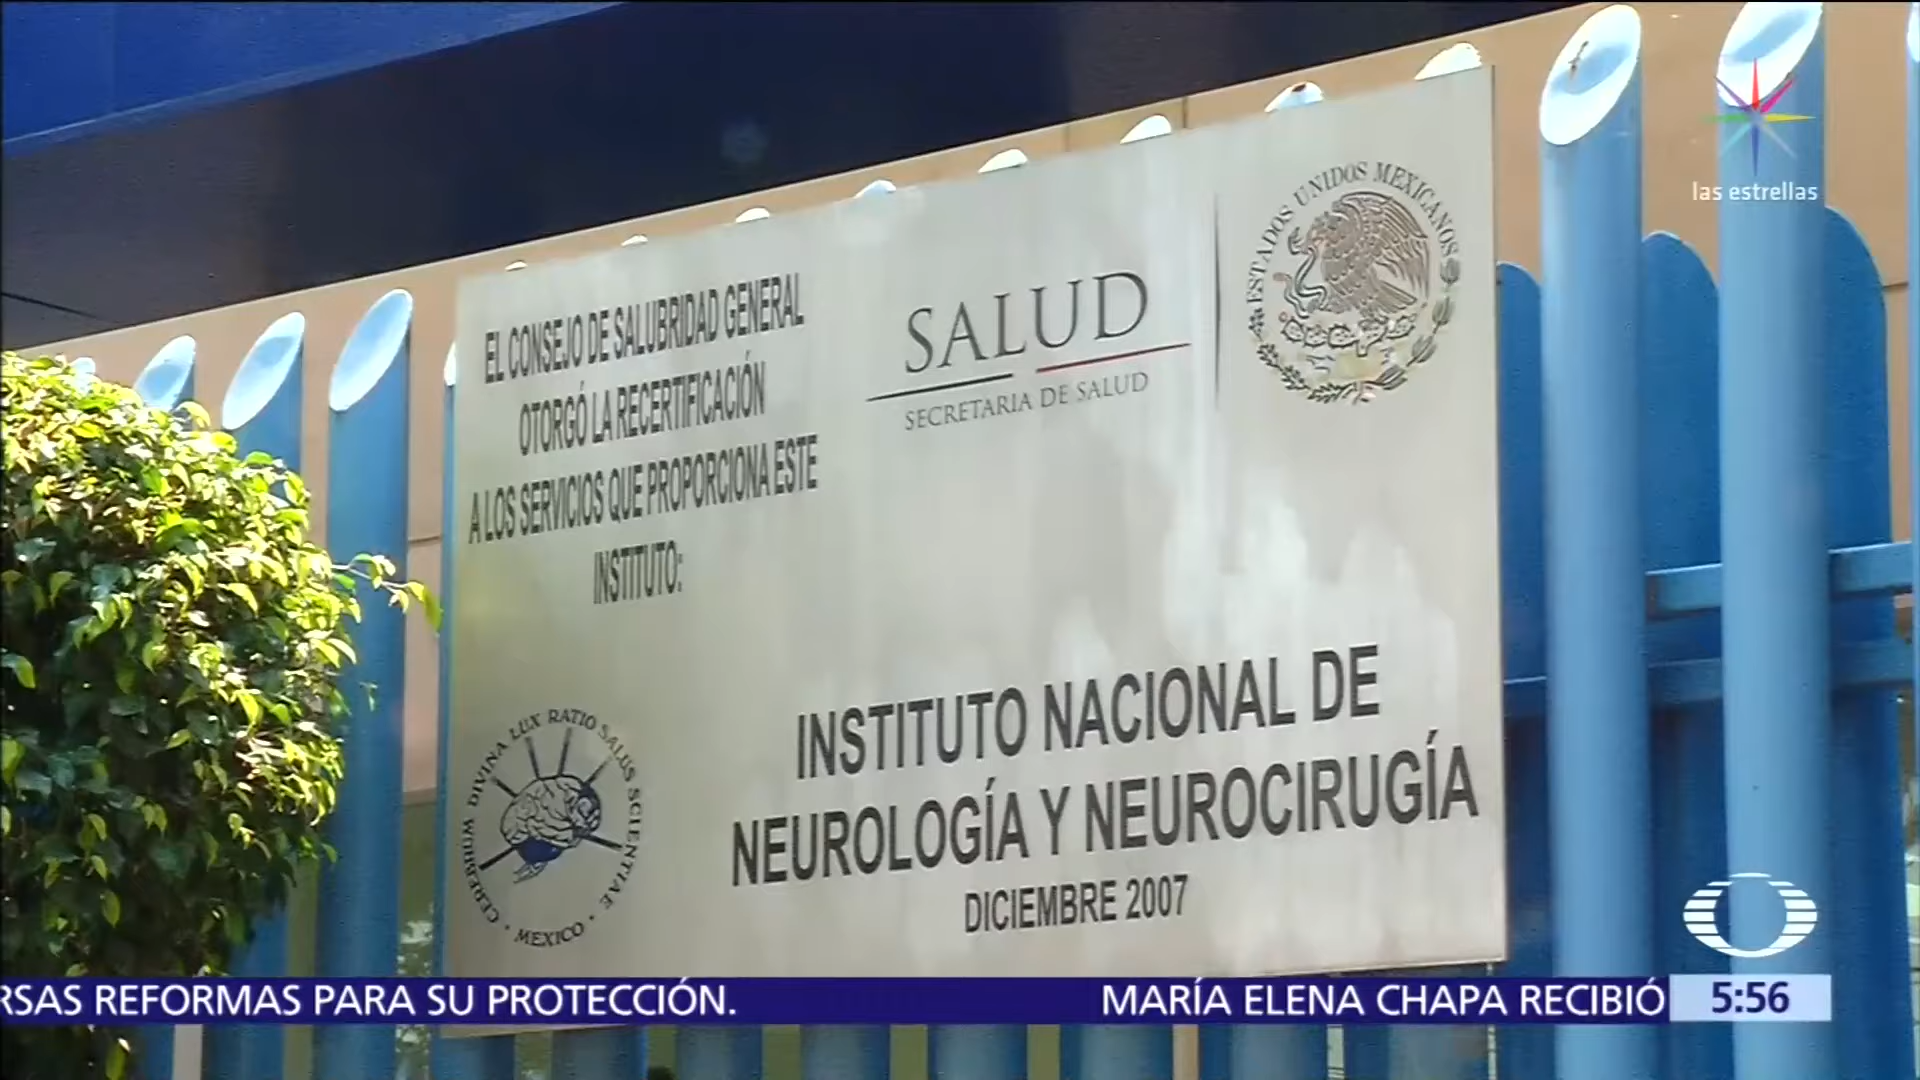 las estrellas
EL CONSEJO DE SALUBRIDAD GENERAL
OTORGÓ LA RECERTIFICACIÓN
A LOS SERVICIOS QUE PROPORCIONA ESTE
INSTITUTO:
SALUD
SECRETARIA DE SALUD
ESTADOS UNIDOS MEXICANOS
CEREBRUM DIVINA LUX RATIO SALUS SCIENTIAE
· MEXICO ·
INSTITUTO NACIONAL DE
NEUROLOGÍA Y NEUROCIRUGÍA
DICIEMBRE 2007
RSAS REFORMAS PARA SU PROTECCIÓN. MARÍA ELENA CHAPA RECIBIÓ
5:56